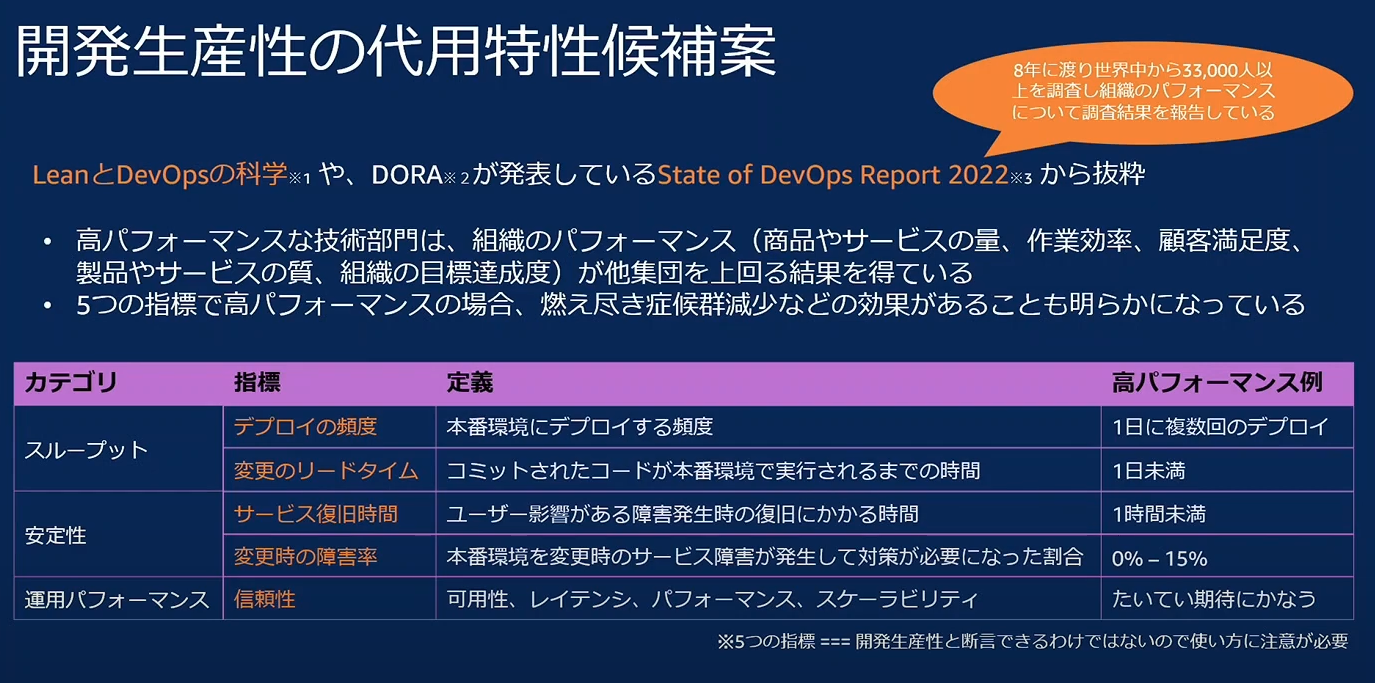 開発生産性の代用特性候補案
8年に渡り世界中から33,000人以
上を調査し組織のパフォーマンス
について調査結果を報告している
LeanとDevOpsの科学※1 や、DORA※2が発表しているState of DevOps Report 2022※3 から抜粋
• 高パフォーマンスな技術部門は、組織のパフォーマンス（商品やサービスの量、作業効率、顧客満足度、
製品やサービスの質、組織の目標達成度）が他集団を上回る結果を得ている
• 5つの指標で高パフォーマンスの場合、燃え尽き症候群減少などの効果があることも明らかになっている
カテゴリ 指標 定義 高パフォーマンス例
スループット
デプロイの頻度 本番環境にデプロイする頻度 1日に複数回のデプロイ
変更のリードタイム コミットされたコードが本番環境で実行されるまでの時間 1日未満
安定性
サービス復旧時間 ユーザー影響がある障害発生時の復旧にかかる時間 1時間未満
変更時の障害率 本番環境を変更時のサービス障害が発生して対策が必要になった割合 0% – 15%
運用パフォーマンス 信頼性 可用性、レイテンシ、パフォーマンス、スケーラビリティ たいてい期待にかなう
※5つの指標 === 開発生産性と断言できるわけではないので使い方に注意が必要